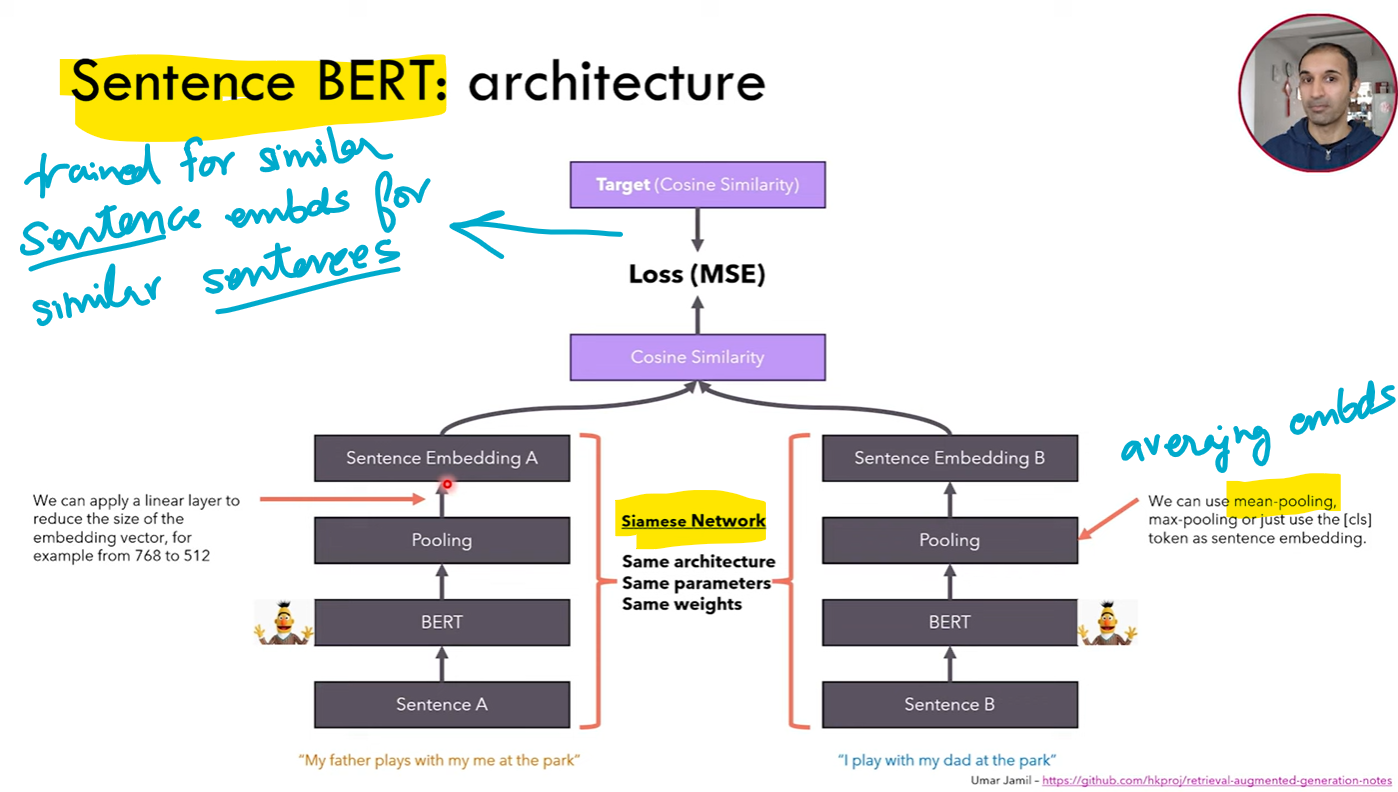 Sentence BERT: architecture
trained for similar
Sentence embds for
similar sentences
Target (Cosine Similarity)
Loss (MSE)
Cosine Similarity
averaging embds
Sentence Embedding A
Sentence Embedding B
We can apply a linear layer to
reduce the size of the
embedding vector, for
example from 768 to 512
Siamese Network
Same architecture
Same parameters
Same weights
We can use mean-pooling,
max-pooling or just use the [cls]
token as sentence embedding.
Pooling
Pooling
BERT
BERT
Sentence A
Sentence B
“My father plays with my me at the park”
“I play with my dad at the park”
Umar Jamil – https://github.com/hkproj/retrieval-augmented-generation-notes